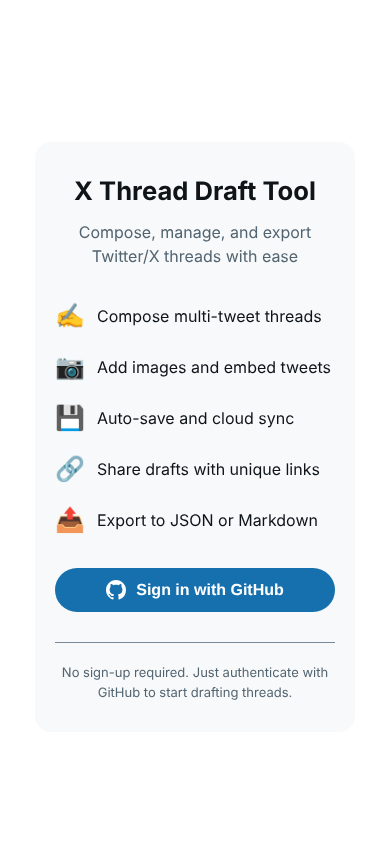 X Thread Draft Tool
Compose, manage, and export
Twitter/X threads with ease
Compose multi-tweet threads
Add images and embed tweets
Auto-save and cloud sync
Share drafts with unique links
Export to JSON or Markdown
Sign in with GitHub
No sign-up required. Just authenticate with
GitHub to start drafting threads.